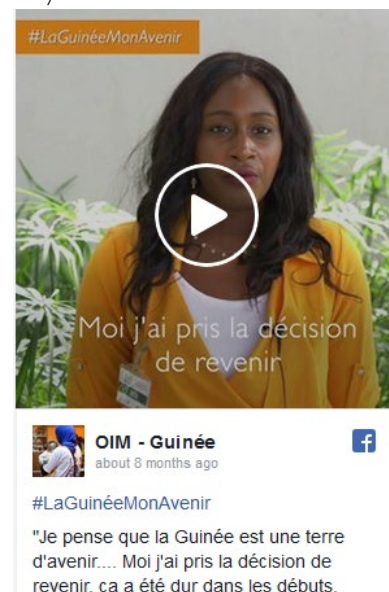 #LaGuinéeMonAvenir
Moi j'ai pris la décision
de revenir
OIM - Guinée
about 8 months ago
#LaGuinéeMonAvenir
"Je pense que la Guinée est une terre
d'avenir.... Moi j'ai pris la décision de
revenir, ça a été dur dans les débuts,